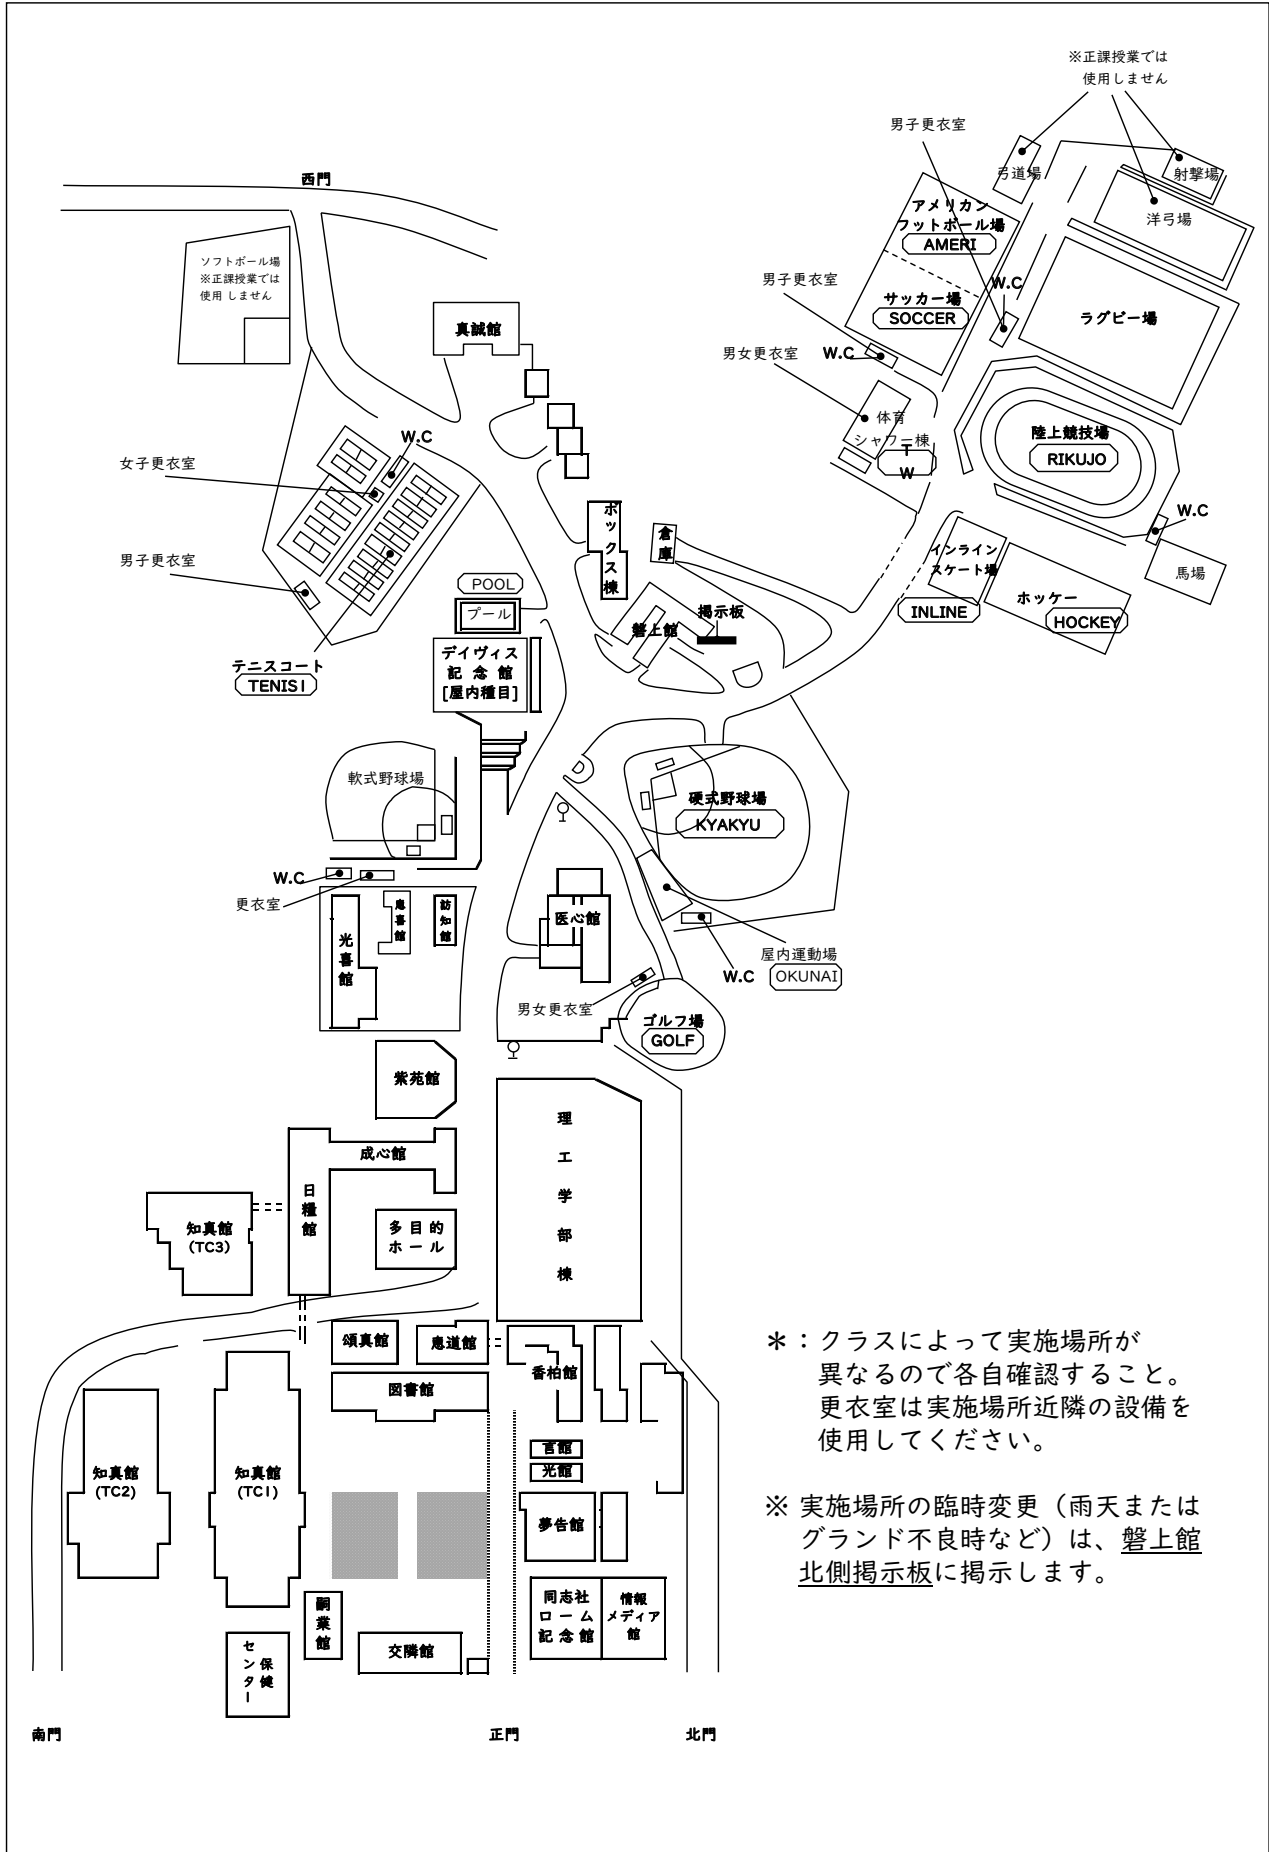 ※正課授業では
使用しません
男子更衣室
弓道場
射撃場
西門
アメリカン
フットボール場
AMERI
洋弓場
ソフトボール場
※正課授業では
使用 しません
男子更衣室
W.C
サッカー場
SOCCER
ラグビー場
真誠館
男女更衣室
W.C
体育
シャワー棟
T
W
陸上競技場
RIKUJO
W.C
女子更衣室
W.C
ボックス棟
倉庫
男子更衣室
インライン
スケート場
馬場
POOL
プール
INLINE
ホッケー
HOCKEY
磐上館
掲示板
テニスコート
TENIS1
デイヴィス
記 念 館
[屋内種目]
軟式野球場
硬式野球場
KYAKYU
W.C
更衣室
恵喜館
訪知館
光喜館
医心館
屋内運動場
OKUNAI
W.C
男女更衣室
ゴルフ場
GOLF
紫苑館
理工学部棟
成心館
日糧館
知真館
(TC3)
多目的
ホール
頌真館
恵道館
香柏館
図書館
＊：クラスによって実施場所が
異なるので各自確認すること。
更衣室は実施場所近隣の設備を
使用してください。
言館
光館
知真館
(TC2)
知真館
(TC1)
夢告館
※ 実施場所の臨時変更（雨天または
グランド不良時など）は、磐上館
北側掲示板に掲示します。
嗣業館
同志社
ローム
記念館
情報
メディア
館
保健
センター
交隣館
南門
正門
北門